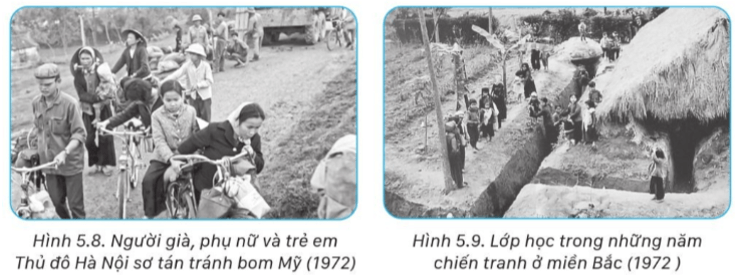 Hình 5.8. Người già, phụ nữ và trẻ em
Thủ đô Hà Nội sơ tán tránh bom Mỹ (1972)
Hình 5.9. Lớp học trong những năm
chiến tranh ở miền Bắc (1972 )